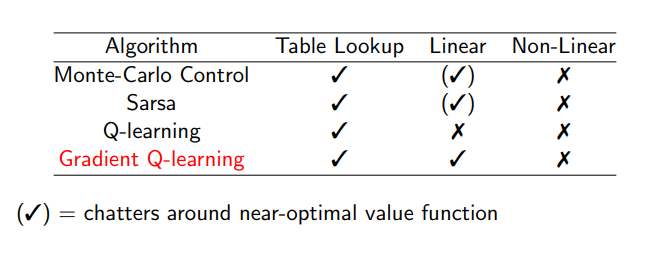 Algorithm Table Lookup Linear Non-Linear
Monte-Carlo Control ✓ (✓) ✗
Sarsa ✓ (✓) ✗
Q-learning ✓ ✗ ✗
Gradient Q-learning ✓ ✓ ✗
(✓) = chatters around near-optimal value function